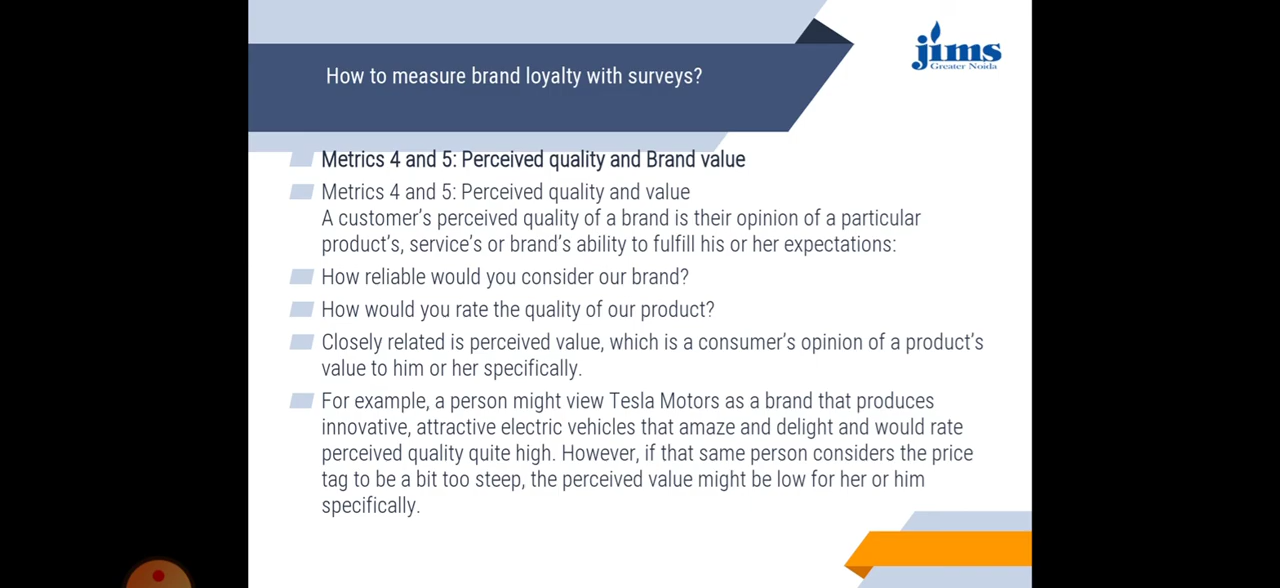 How to measure brand loyalty with surveys?
jims
Greater Noida
Metrics 4 and 5: Perceived quality and Brand value
Metrics 4 and 5: Perceived quality and value
A customer's perceived quality of a brand is their opinion of a particular
product's, service's or brand's ability to fulfill his or her expectations:
How reliable would you consider our brand?
How would you rate the quality of our product?
Closely related is perceived value, which is a consumer's opinion of a product's
value to him or her specifically.
For example, a person might view Tesla Motors as a brand that produces
innovative, attractive electric vehicles that amaze and delight and would rate
perceived quality quite high. However, if that same person considers the price
tag to be a bit too steep, the perceived value might be low for her or him
specifically.